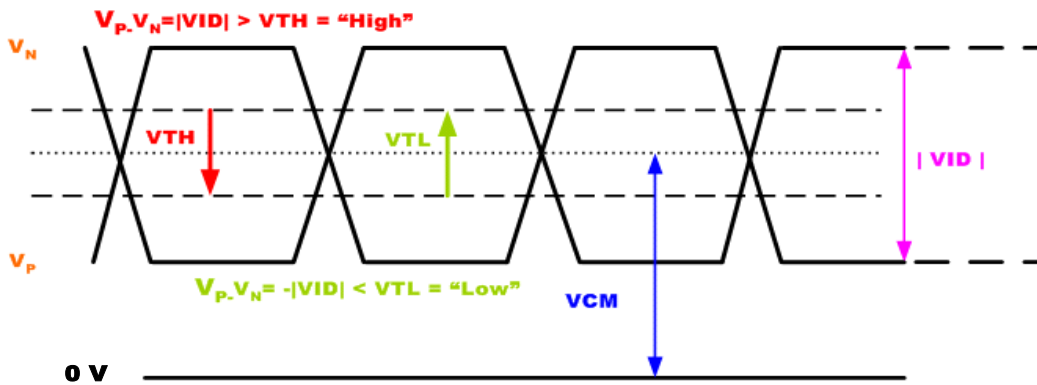 VP- VN=|VID| > VTH = “High”
VN
VTH
VTL
| VID |
VP
VP- VN= -|VID| < VTL = “Low”
VCM
0 V